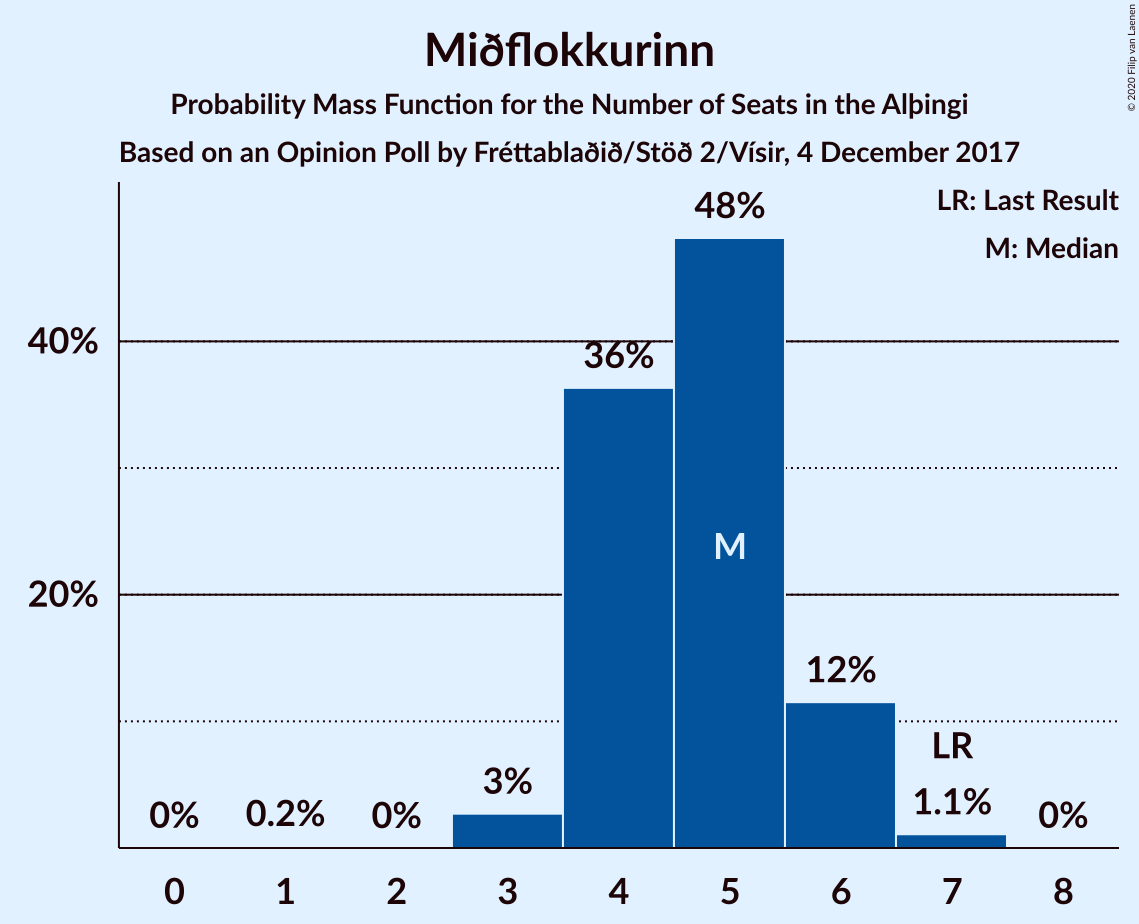 Miðflokkurinn
Probability Mass Function for the Number of Seats in the Alþingi
Based on an Opinion Poll by Fréttablaðið/Stöð 2/Vísir, 4 December 2017
© 2020 Filip van Laenen
LR: Last Result
M: Median
48%
40%
36%
M
20%
12%
LR
3%
1.1%
0%
0.2%
0%
0%
0 1 2 3 4 5 6 7 8